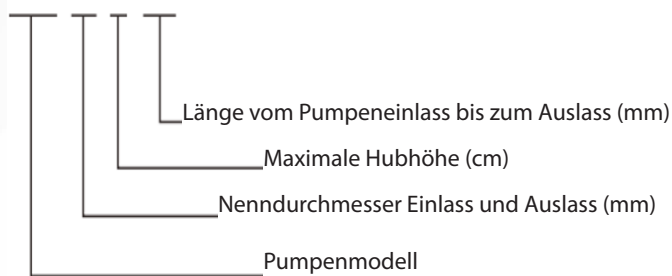 Länge vom Pumpeneinlass bis zum Auslass (mm)
Maximale Hubhöhe (cm)
Nenndurchmesser Einlass und Auslass (mm)
Pumpenmodell